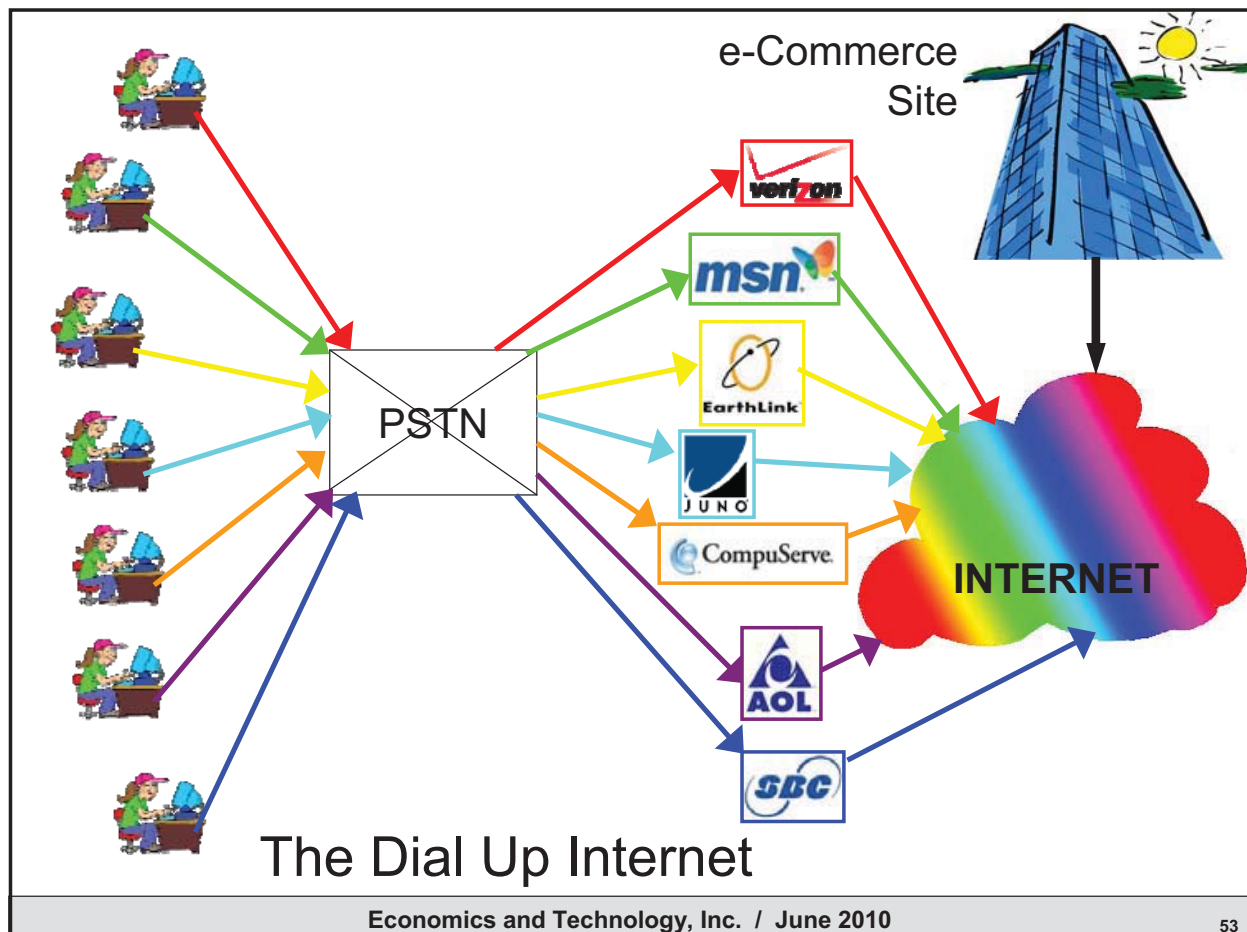 e-Commerce
Site
verizon
msn
EarthLink
PSTN
JUNO
CompuServe
INTERNET
AOL
SBC
The Dial Up Internet
Economics and Technology, Inc. / June 2010
53